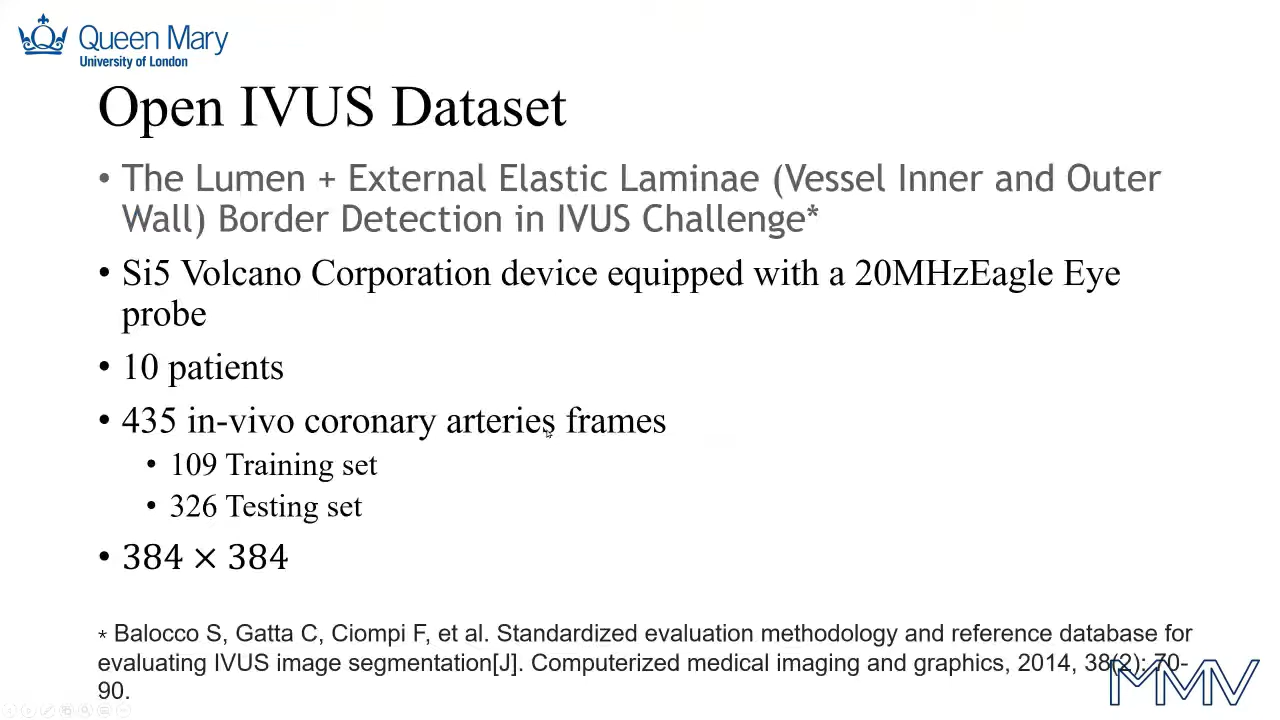 Queen Mary
University of London
Open IVUS Dataset
• The Lumen + External Elastic Laminae (Vessel Inner and Outer
Wall) Border Detection in IVUS Challenge*
• Si5 Volcano Corporation device equipped with a 20MHzEagle Eye
probe
• 10 patients
• 435 in-vivo coronary arteries frames
• 109 Training set
• 326 Testing set
• 384 × 384
* Balocco S, Gatta C, Ciompi F, et al. Standardized evaluation methodology and reference database for
evaluating IVUS image segmentation[J]. Computerized medical imaging and graphics, 2014, 38(2): 70-
90.
MMV